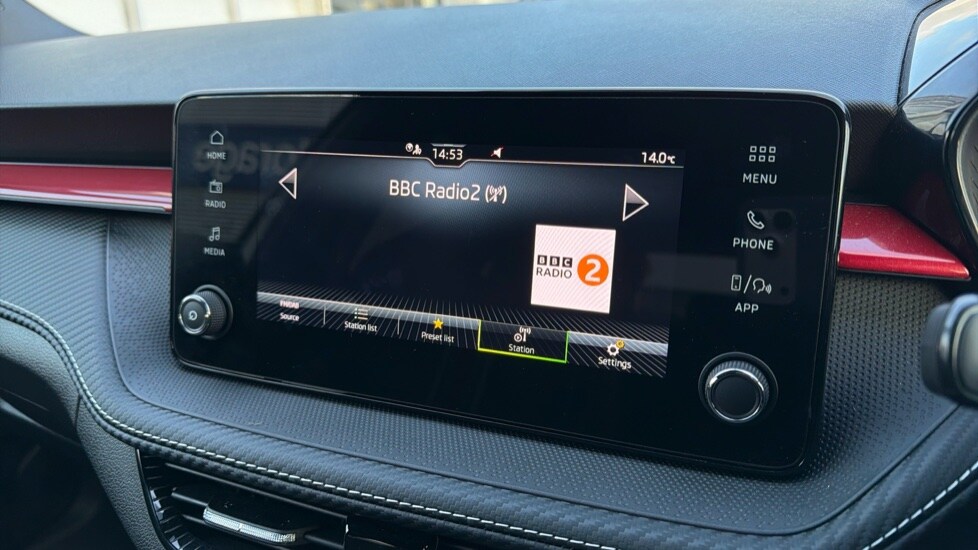 HOME
RADIO
MEDIA
14:53
14.0°C
BBC Radio2
BBC
RADIO 2
FM/DAB
Source
Station list
Preset list
Station
Settings
MENU
PHONE
APP